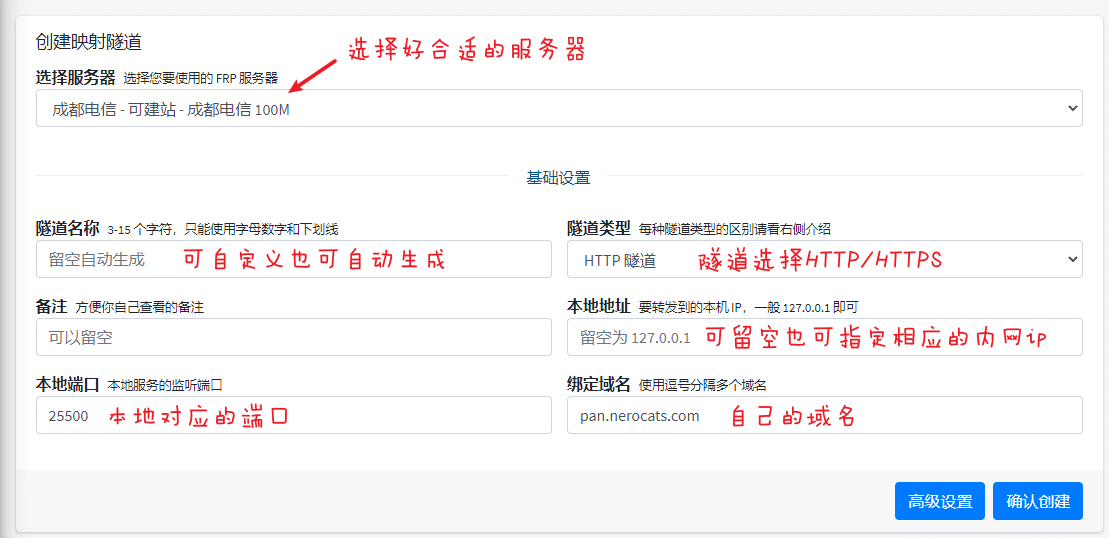 创建映射隧道
选择好合适的服务器
选择服务器 选择您要使用的 FRP 服务器
成都电信 - 可建站 - 成都电信 100M
基础设置
隧道名称 3-15 个字符，只能使用字母数字和下划线
留空自动生成 可自定义也可自动生成
隧道类型 每种隧道类型的区别请看右侧介绍
HTTP 隧道 隧道选择HTTP/HTTPS
备注 方便你自己查看的备注
可以留空
本地地址 要转发到的本机 IP，一般 127.0.0.1 即可
留空为 127.0.0.1 可留空也可指定相应的内网ip
本地端口 本地服务的监听端口
25500 本地对应的端口
绑定域名 使用逗号分隔多个域名
pan.nerocats.com 自己的域名
高级设置 确认创建